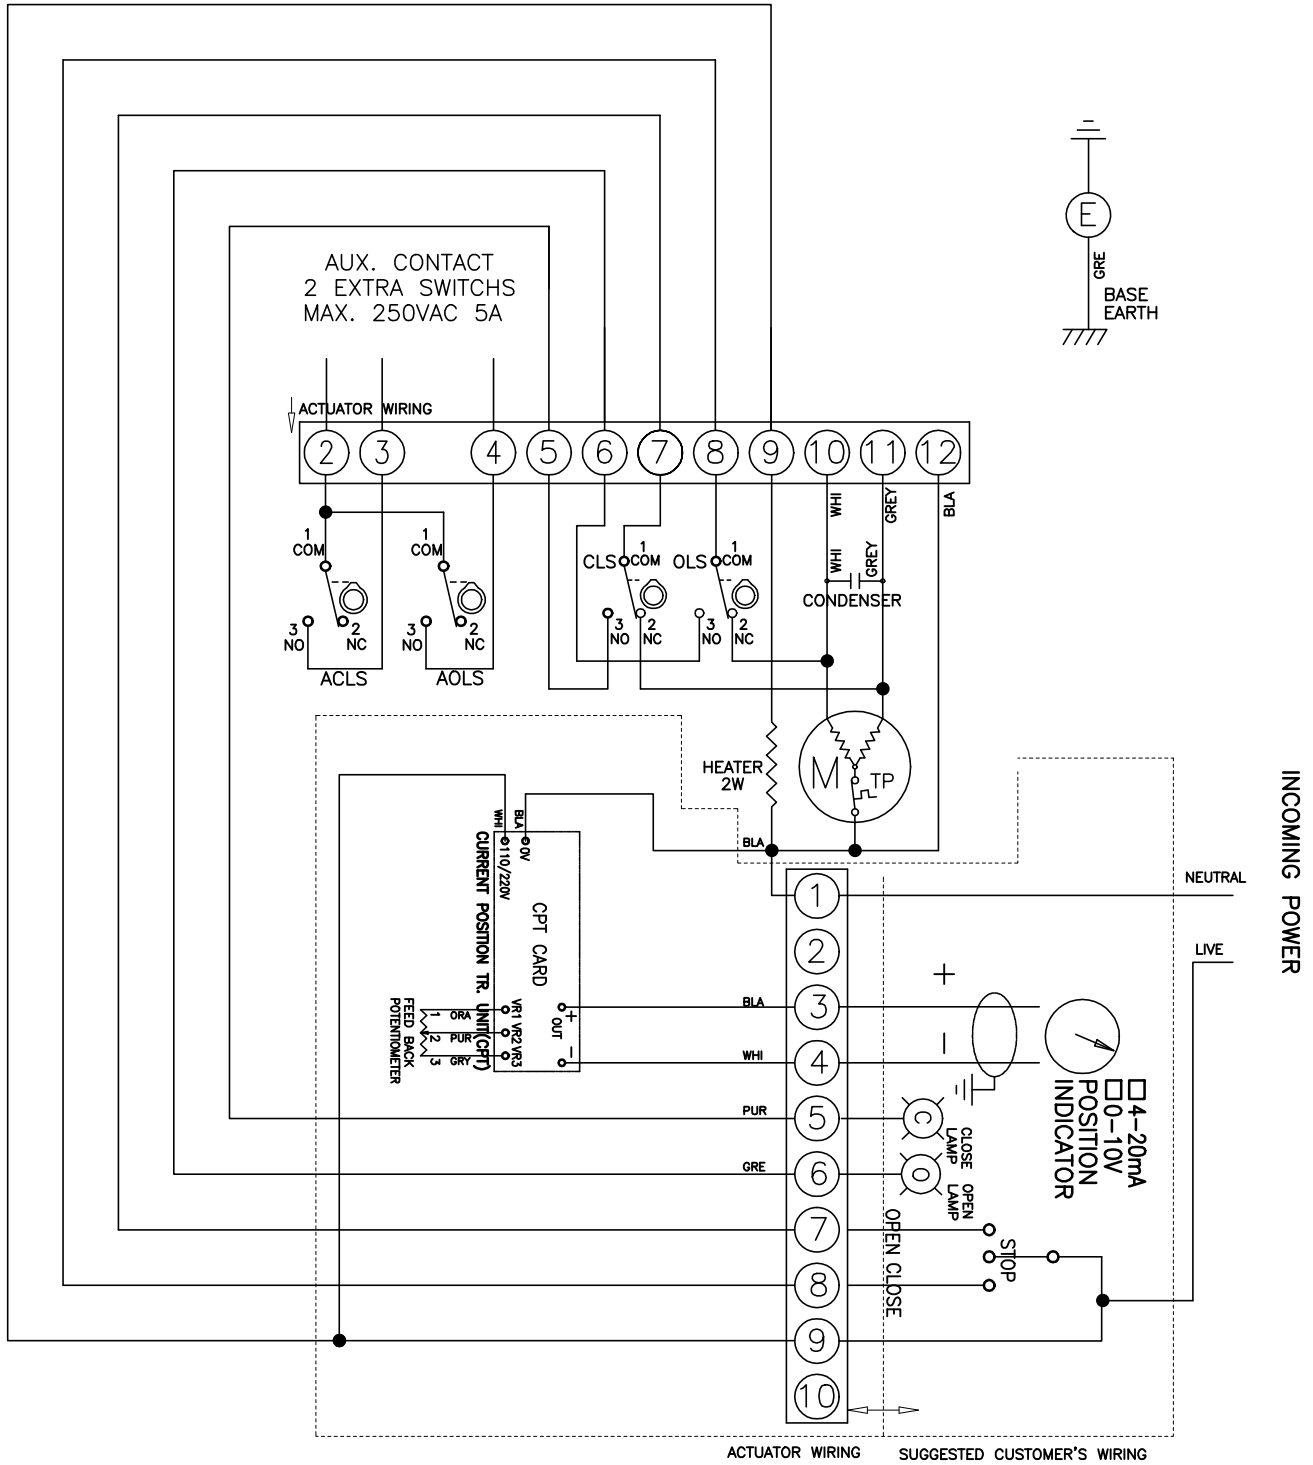 AUX. CONTACT
2 EXTRA SWITCHS
MAX. 250VAC 5A
E
GRE
BASE
EARTH
ACTUATOR WIRING
2 3 4 5 6 7 8 9 10 11 12
WHI
GREY
BLA
1
COM
3
NO
2
NC
ACLS
1
COM
3
NO
2
NC
AOLS
CLS
1
COM
3
NO
2
NC
OLS
1
COM
3
NO
2
NC
WHI
GREY
CONDENSER
HEATER
2W
M
TP
BLA
WHI
BLA
110/220V
0V
CPT CARD
CURRENT POSITION TR. UNIT(CPT)
VR1
VR2
VR3
+
OUT
-
1
ORA
2
PUR
3
GRY
FEED BACK
POTENTIOMETER
BLA
WHI
PUR
GRE
1
2
3
4
5
6
7
8
9
10
NEUTRAL
LIVE
INCOMING POWER
+
-
□4-20mA
□0-10V
POSITION
INDICATOR
C
CLOSE
LAMP
O
OPEN
LAMP
OPEN
CLOSE
STOP
ACTUATOR WIRING
SUGGESTED CUSTOMER'S WIRING